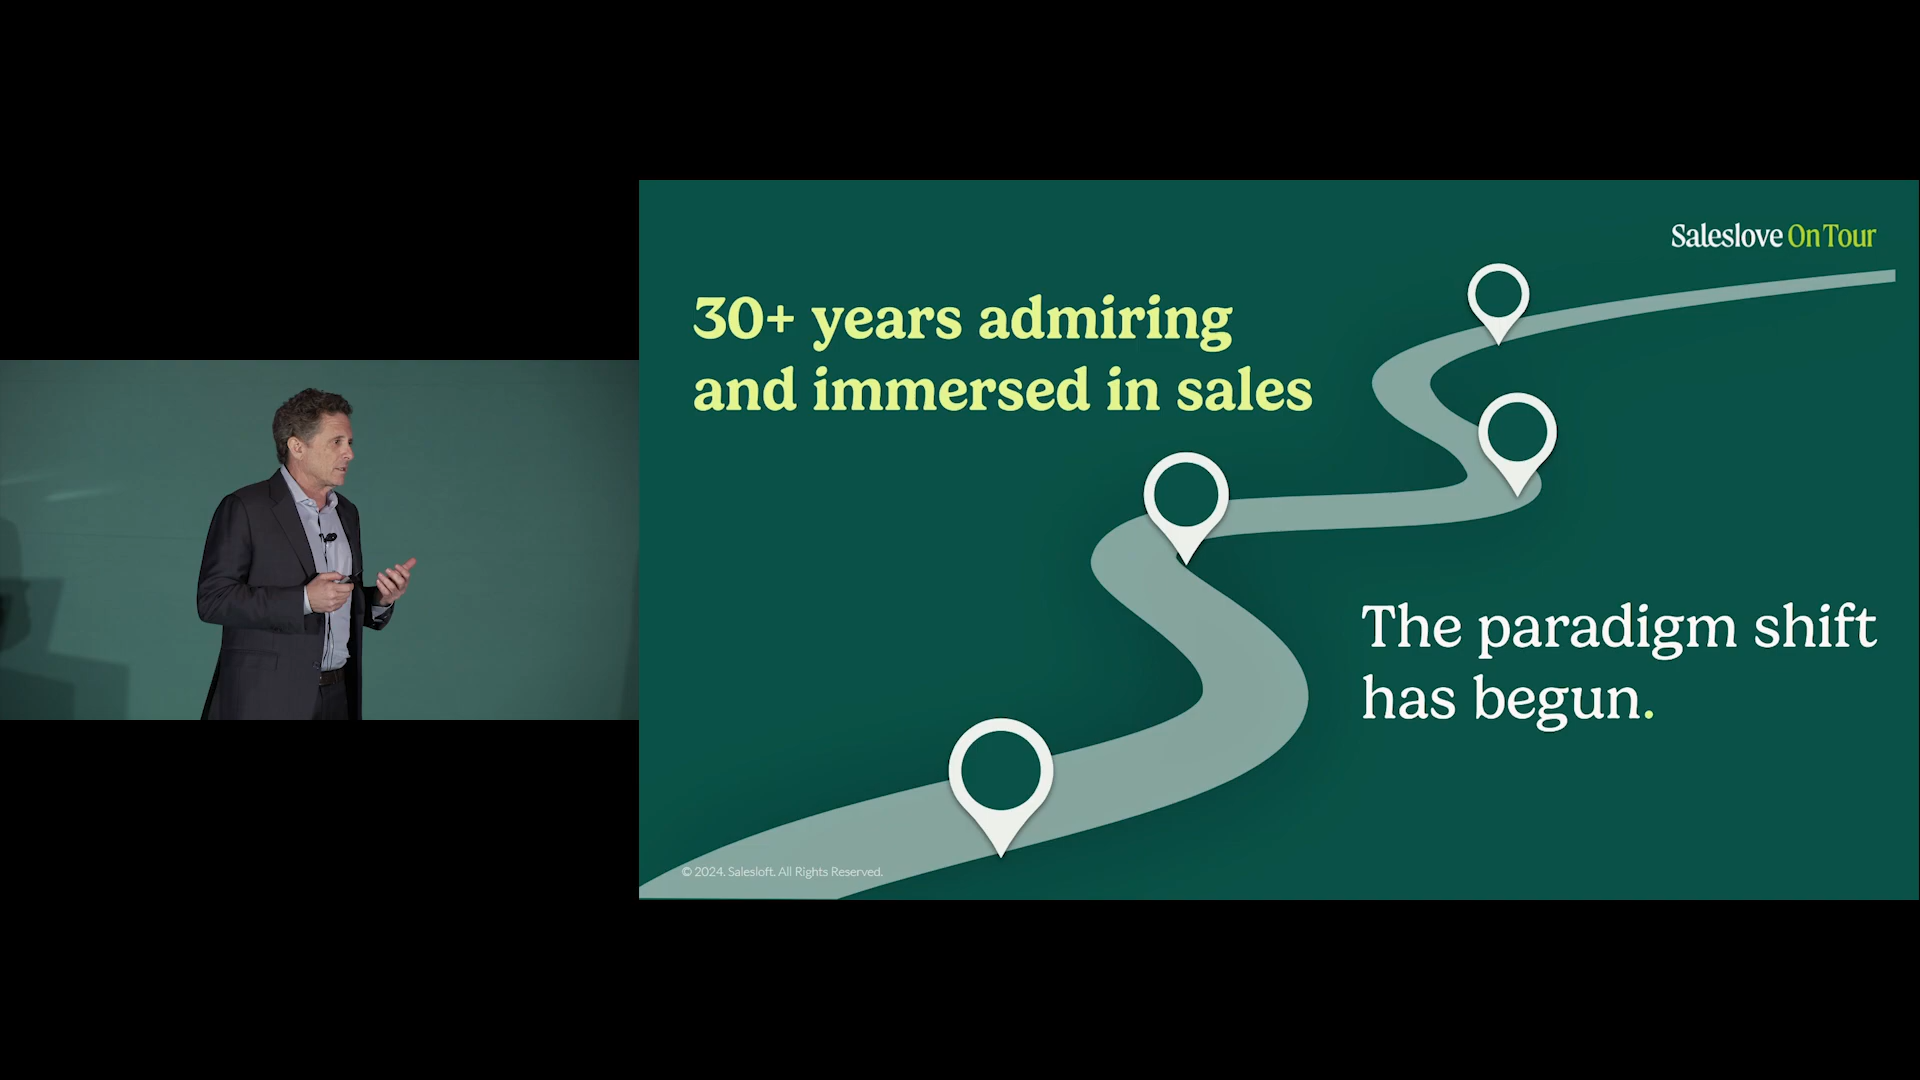 Saleslove On Tour
30+ years admiring
and immersed in sales
The paradigm shift
has begun.
© 2024. Salesloft. All Rights Reserved.